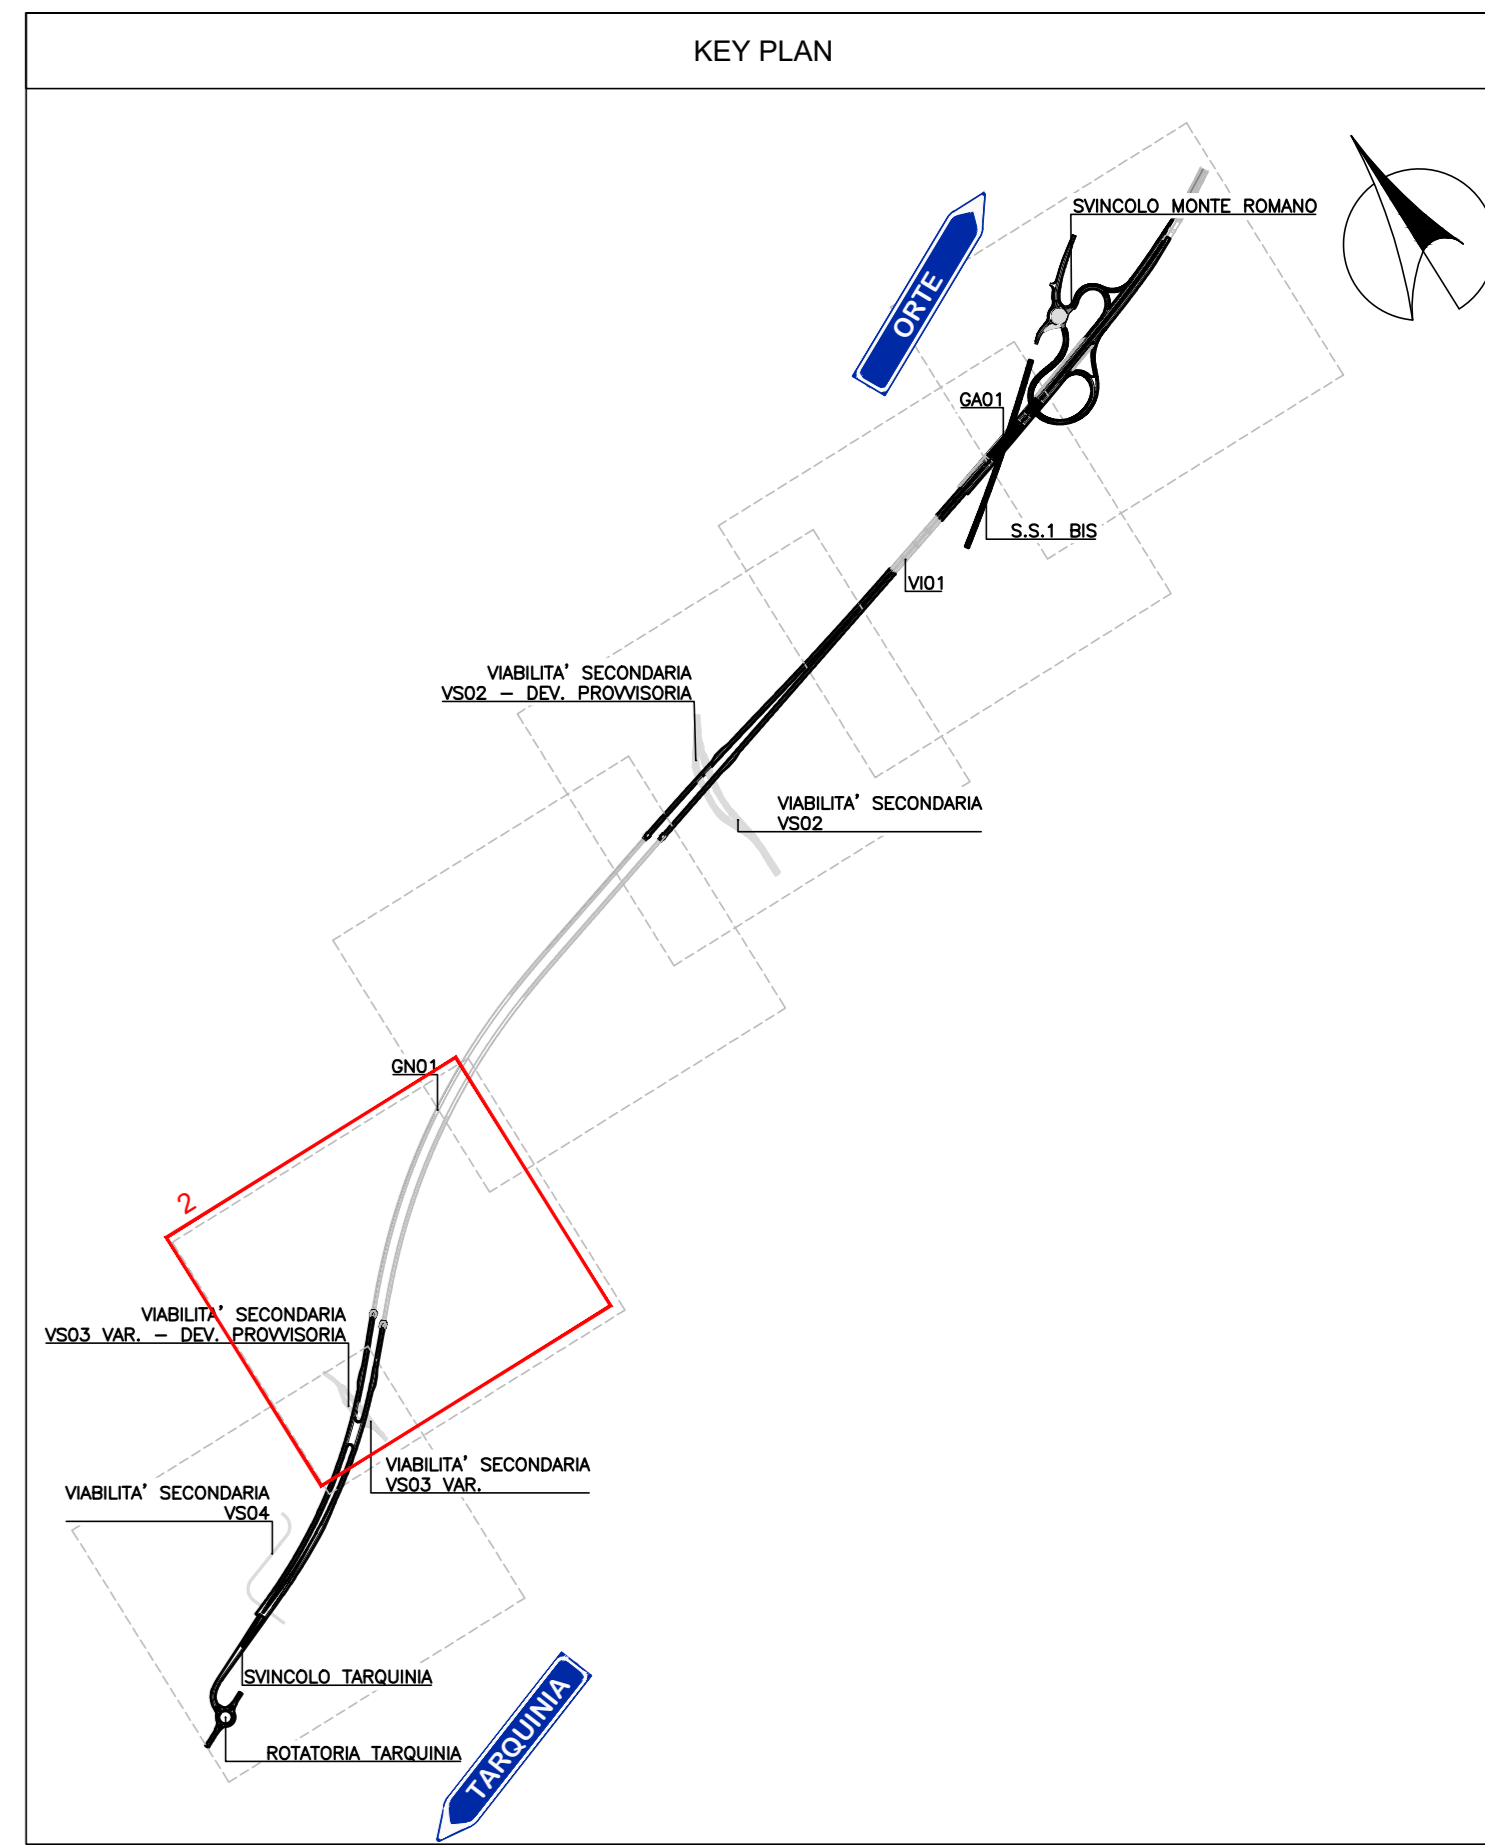 KEY PLAN
SVINCOLO MONTE ROMANO
ORTE
GA01
S.S.1 BIS
VI01
VIABILITA' SECONDARIA
VS02 – DEV. PROVVISORIA
VIABILITA' SECONDARIA
VS02
GN01
2
VIABILITA' SECONDARIA
VS03 VAR. – DEV. PROVVISORIA
VIABILITA' SECONDARIA
VS03 VAR.
VIABILITA' SECONDARIA
VS04
SVINCOLO TARQUINIA
TARQUINIA
ROTATORIA TARQUINIA